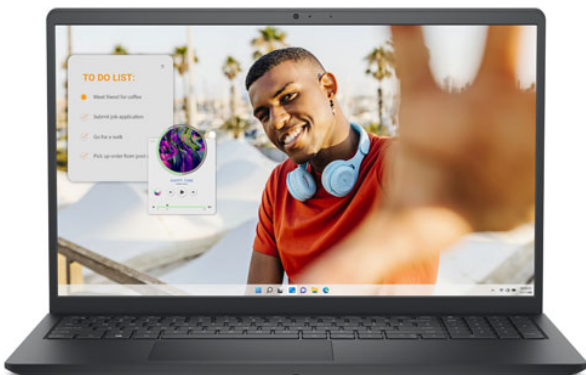 TO DO LIST:
Meet friend for coffee
Submit job application
Go for a walk
Pick up order from post